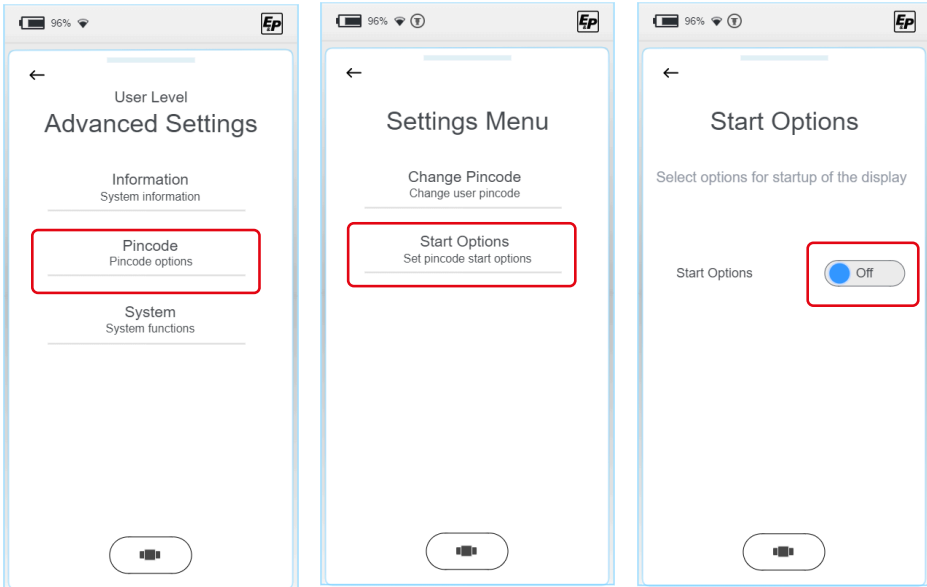 96%
EP
User Level
Advanced Settings
Information
System information
Pincode
Pincode options
System
System functions
96%
EP
Settings Menu
Change Pincode
Change user pincode
Start Options
Set pincode start options
96%
EP
Start Options
Select options for startup of the display
Start Options
Off